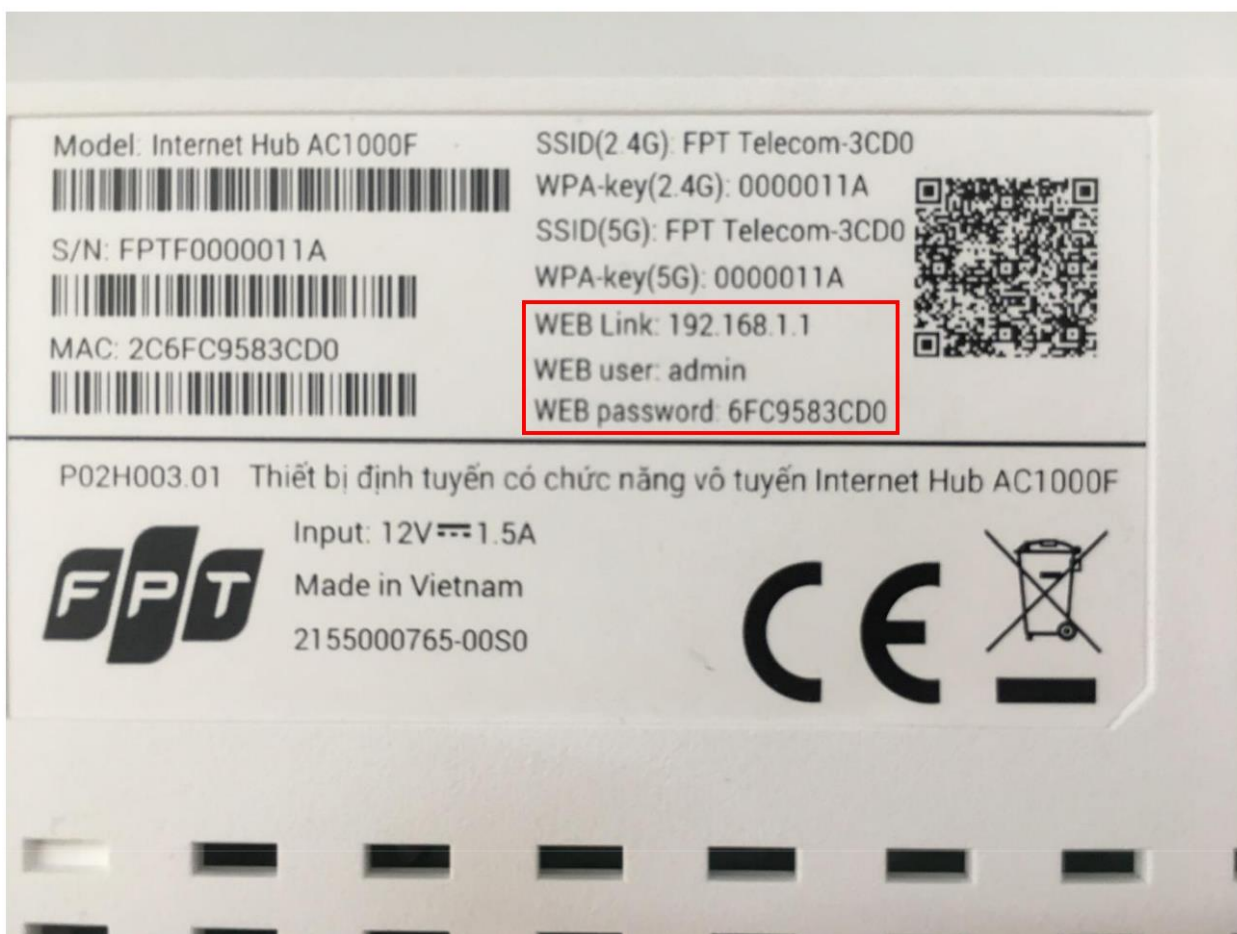 Model: Internet Hub AC1000F
S/N: FPTF0000011A
MAC: 2C6FC9583CD0
SSID(2.4G): FPT Telecom-3CD0
WPA-key(2.4G): 0000011A
SSID(5G): FPT Telecom-3CD0
WPA-key(5G): 0000011A
WEB Link: 192.168.1.1
WEB user: admin
WEB password: 6FC9583CD0
P02H003.01 Thiết bị định tuyến có chức năng vô tuyến Internet Hub AC1000F
FPT
Input: 12V⎓1.5A
Made in Vietnam
2155000765-00S0
CE